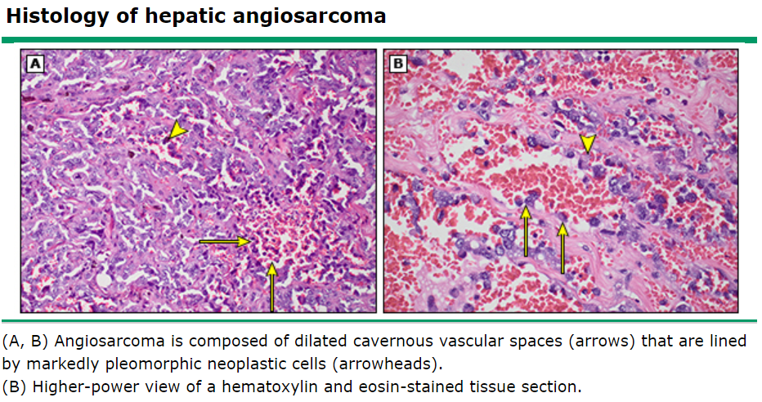 Histology of hepatic angiosarcoma
A
B
(A, B) Angiosarcoma is composed of dilated cavernous vascular spaces (arrows) that are lined
by markedly pleomorphic neoplastic cells (arrowheads).
(B) Higher-power view of a hematoxylin and eosin-stained tissue section.